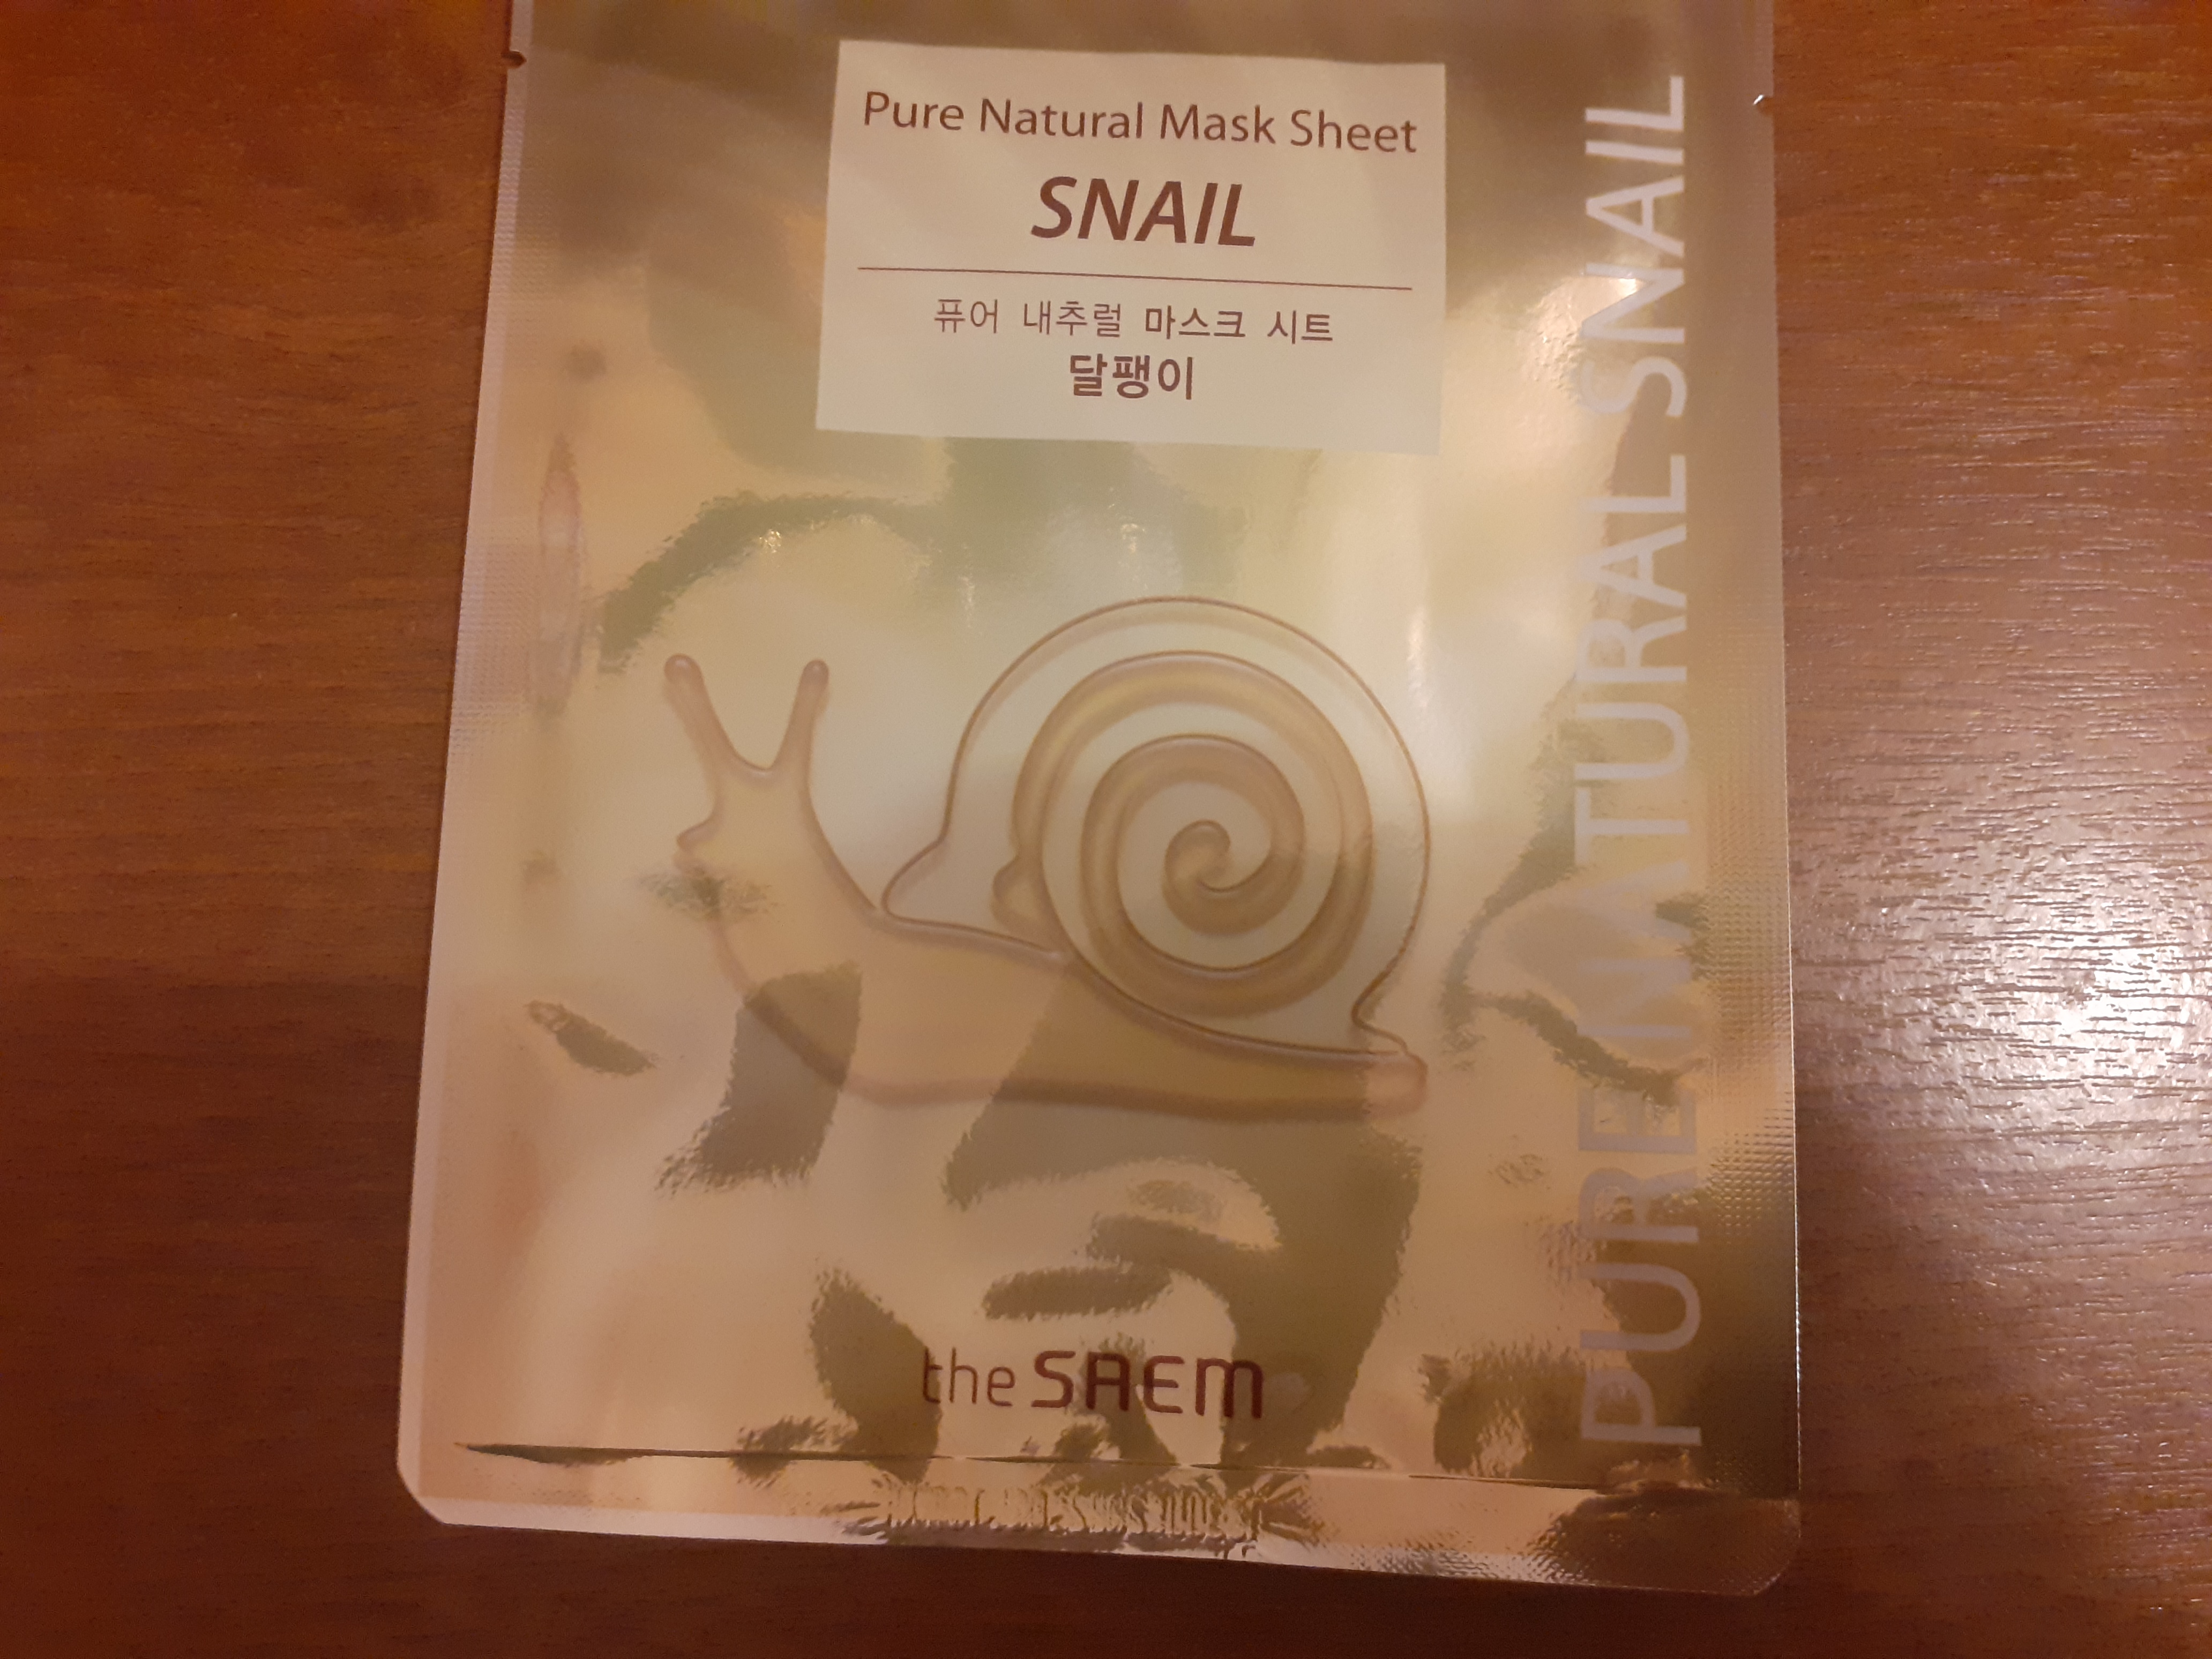 Pure Natural Mask Sheet
SNAIL
퓨어 내추럴 마스크 시트
달팽이
PURE NATURAL SNAIL
the SAEM